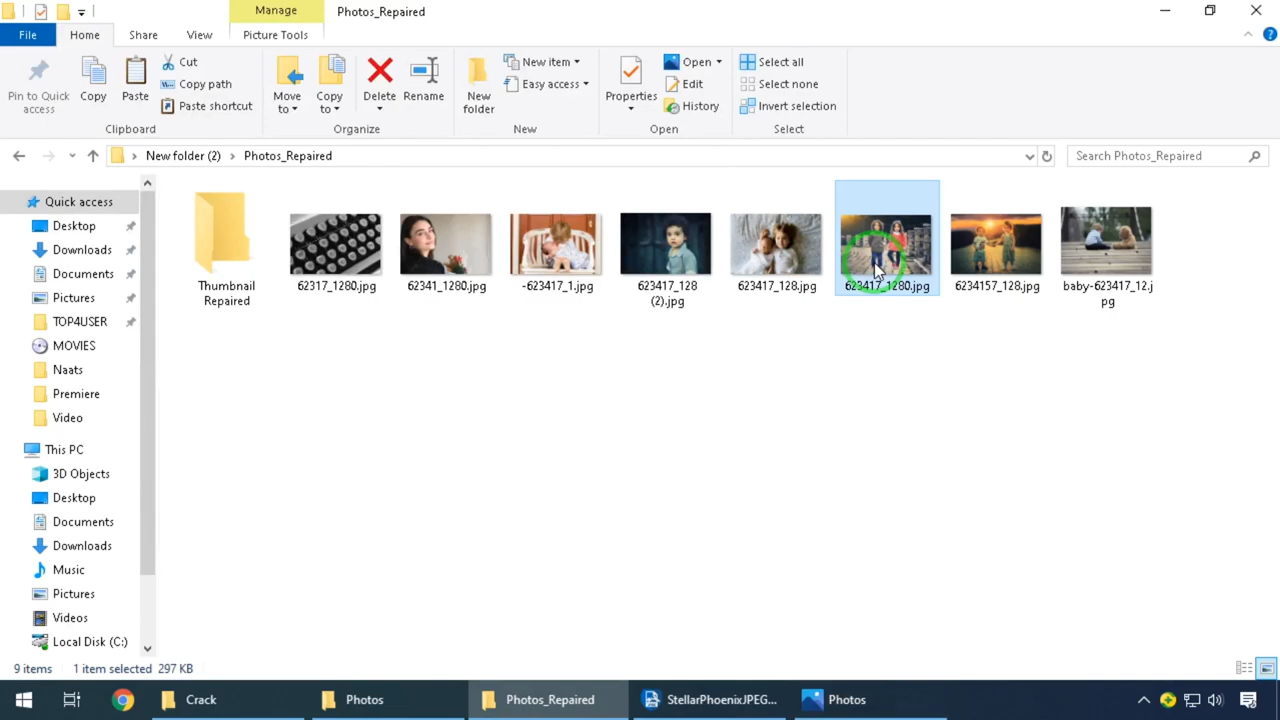 Manage
Photos_Repaired
File
Home
Share
View
Picture Tools
Pin to Quick access
Copy
Paste
Cut
Copy path
Paste shortcut
Clipboard
Move to
Copy to
Delete
Rename
Organize
New folder
New item
Easy access
New
Properties
Open
Edit
History
Open
Select all
Select none
Invert selection
Select
New folder (2)
Photos_Repaired
Search Photos_Repaired
Quick access
Desktop
Downloads
Documents
Pictures
TOP4USER
MOVIES
Naats
Premiere
Video
This PC
3D Objects
Desktop
Documents
Downloads
Music
Pictures
Videos
Local Disk (C:)
Thumbnail
Repaired
62317_1280.jpg
62341_1280.jpg
-623417_1.jpg
623417_128
(2).jpg
623417_128.jpg
623417_1280.jpg
6234157_128.jpg
baby-623417_12.j
pg
9 items
1 item selected 297 KB
Crack
Photos
Photos_Repaired
StellarPhoenixJPEG...
Photos